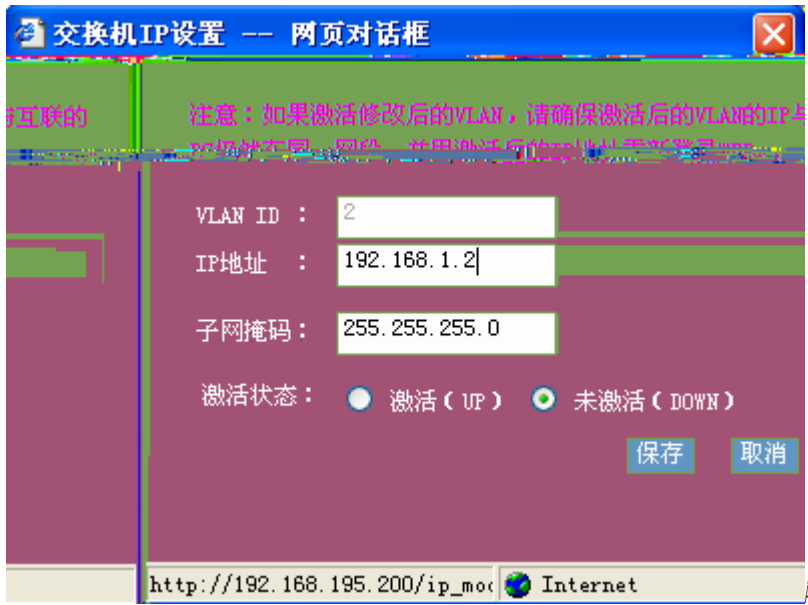 交换机IP设置 -- 网页对话框
与互联的
注意：如果激活修改后的VLAN，请确保激活后的VLAN的IP与
VLAN ID ： 2
IP地址 ： 192.168.1.2
子网掩码： 255.255.255.0
激活状态： 激活（UP） 未激活（DOWN）
保存 取消
http://192.168.195.200/ip_mo Internet